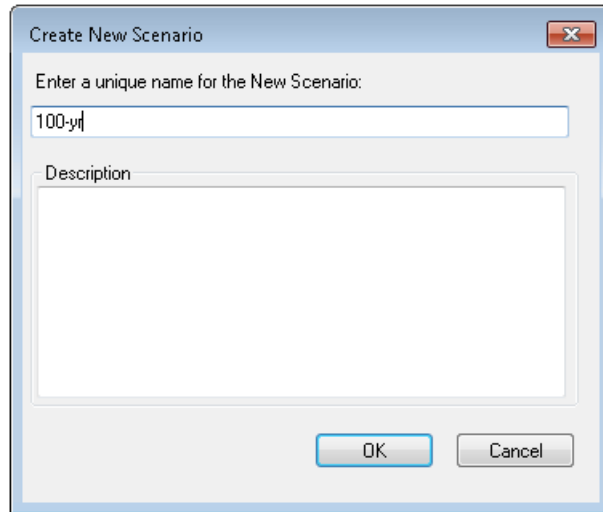 Create New Scenario
Enter a unique name for the New Scenario:
100-yr
Description
OK
Cancel